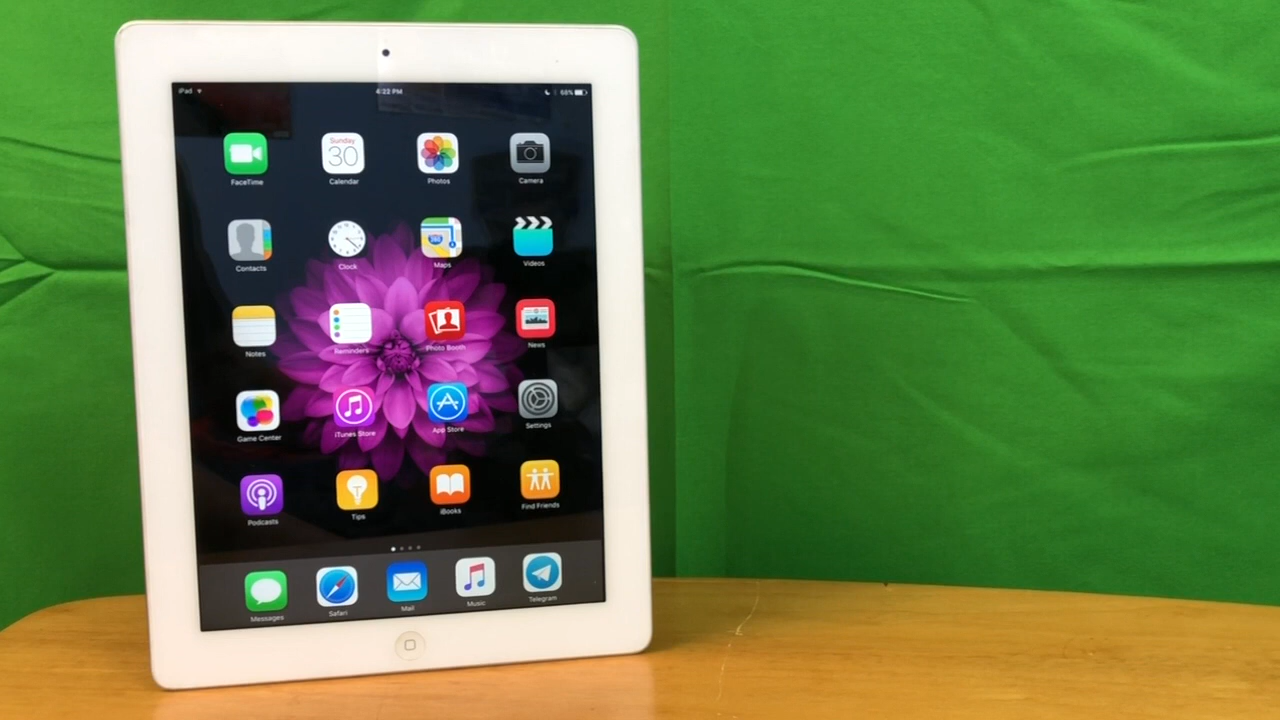 iPad 4:22 PM 68%
Sunday
30
FaceTime Calendar Photos Camera
Contacts Clock Maps Videos
Notes Reminders Photo Booth News
Game Center iTunes Store App Store Settings
Podcasts Tips iBooks Find Friends
Messages Safari Mail Music Telegram